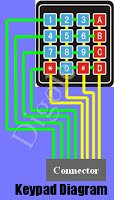 1 2 3 A
4 5 6 B
7 8 9 C
* 0 # D
Connector
Keypad Diagram